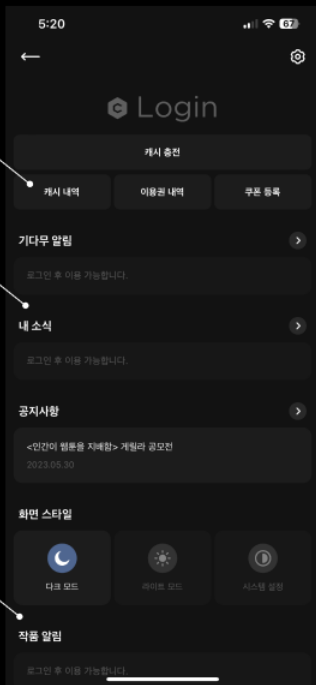 5:20
67
C Login
캐시 충전
캐시 내역 이용권 내역 쿠폰 등록
기다무 알림
로그인 후 이용 가능합니다.
내 소식
로그인 후 이용 가능합니다.
공지사항
<인간이 웹툰을 지배함> 게릴라 공모전
2023.05.30
화면 스타일
다크 모드 라이트 모드 시스템 설정
작품 알림
로그인 후 이용 가능합니다.